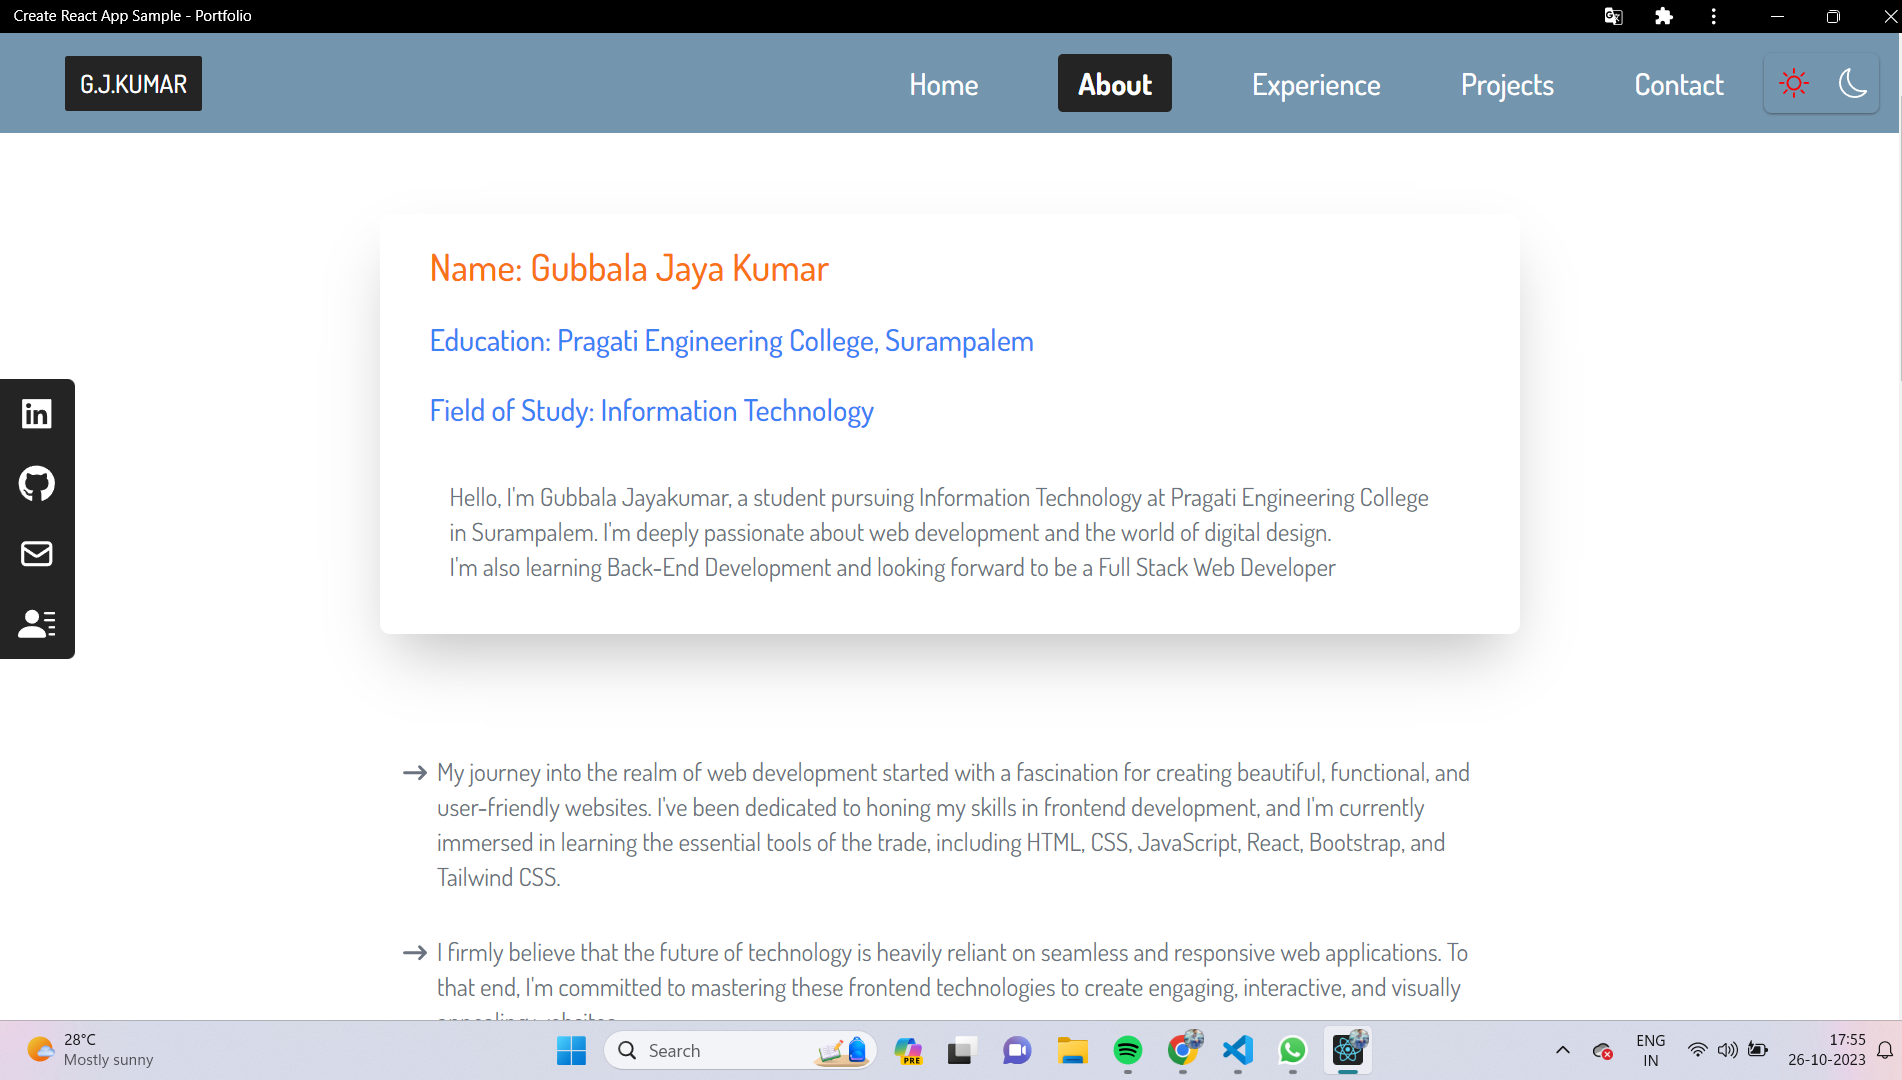 Create React App Sample - Portfolio
G.J.KUMAR
Home
About
Experience
Projects
Contact
Name: Gubbala Jaya Kumar
Education: Pragati Engineering College, Surampalem
Field of Study: Information Technology
Hello, I'm Gubbala Jayakumar, a student pursuing Information Technology at Pragati Engineering College
in Surampalem. I'm deeply passionate about web development and the world of digital design.
I'm also learning Back-End Development and looking forward to be a Full Stack Web Developer
My journey into the realm of web development started with a fascination for creating beautiful, functional, and
user-friendly websites. I've been dedicated to honing my skills in frontend development, and I'm currently
immersed in learning the essential tools of the trade, including HTML, CSS, JavaScript, React, Bootstrap, and
Tailwind CSS.
I firmly believe that the future of technology is heavily reliant on seamless and responsive web applications. To
that end, I'm committed to mastering these frontend technologies to create engaging, interactive, and visually
28°C
Mostly sunny
Search
PRE
ENG
IN
17:55
26-10-2023